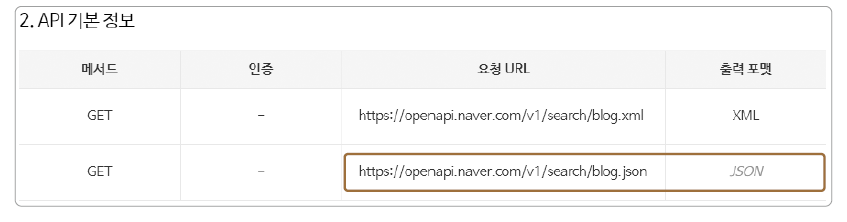 2. API 기본 정보
메서드 인증 요청 URL 출력 포맷
GET - https://openapi.naver.com/v1/search/blog.xml XML
GET - https://openapi.naver.com/v1/search/blog.json JSON